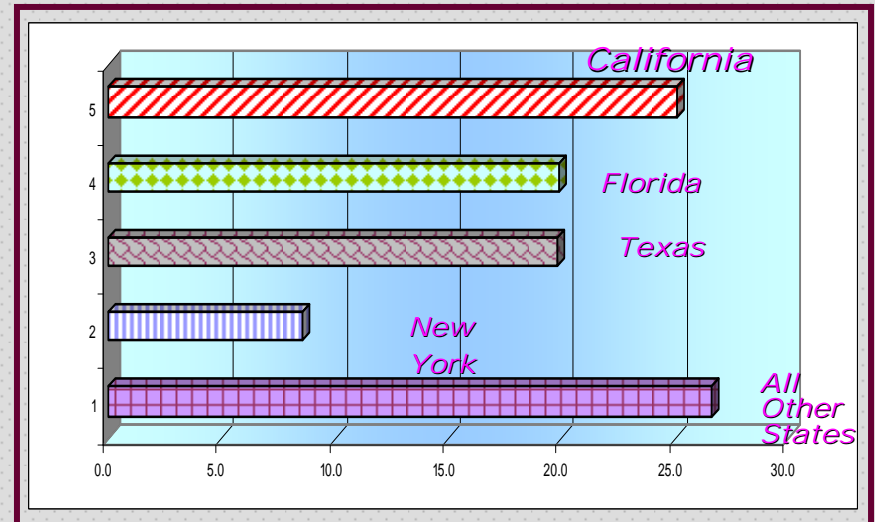 California
5
4
Florida
3
Texas
2
New
York
1
All
Other
States
0.0 5.0 10.0 15.0 20.0 25.0 30.0